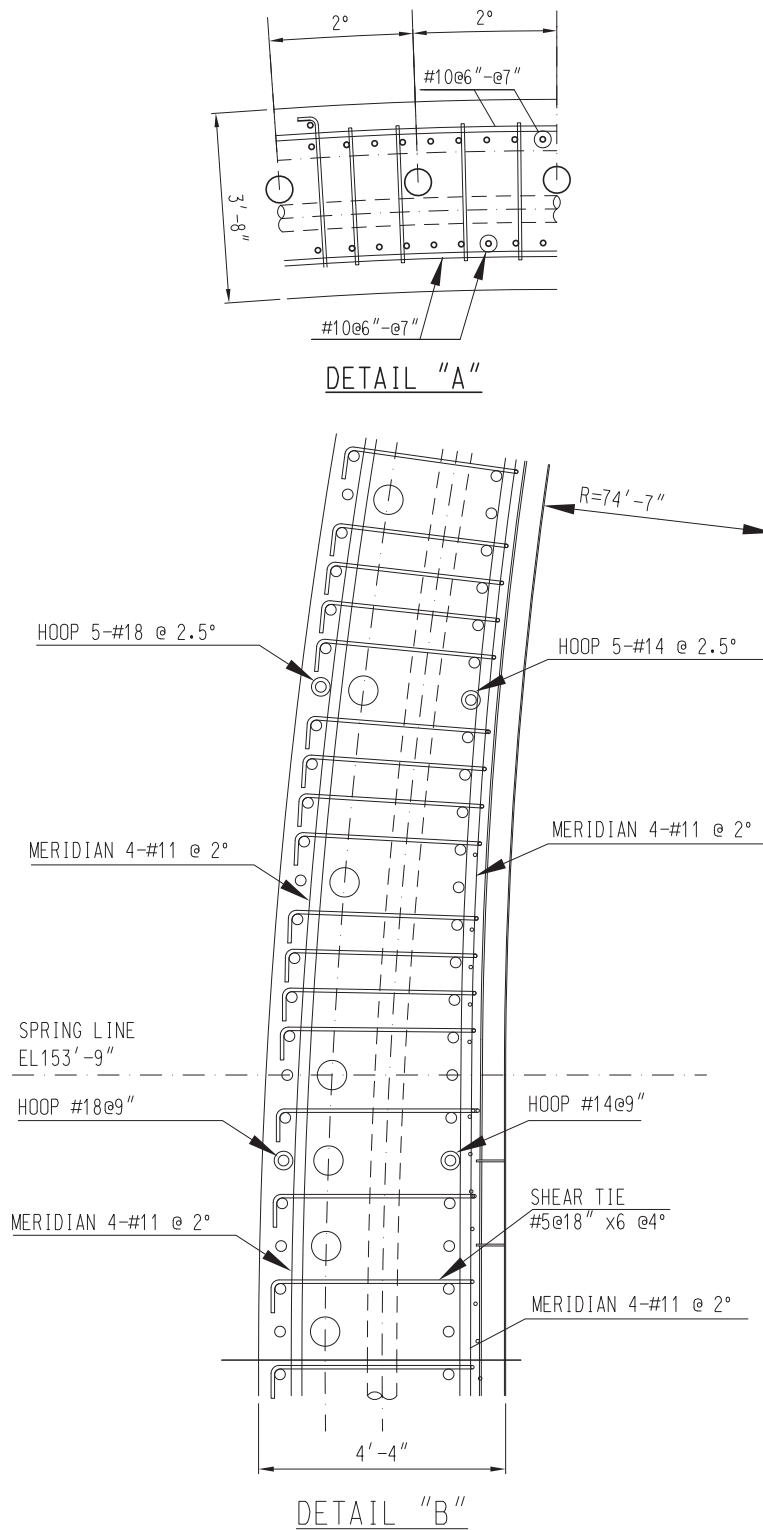 2° 2°
#10@6"-@7"
3'-8"
#10@6"-@7"
DETAIL "A"
R=74'-7"
HOOP 5-#18 @ 2.5°
HOOP 5-#14 @ 2.5°
MERIDIAN 4-#11 @ 2°
MERIDIAN 4-#11 @ 2°
SPRING LINE
EL153'-9"
HOOP #18@9"
HOOP #14@9"
SHEAR TIE
#5@18" x6 @4°
MERIDIAN 4-#11 @ 2°
MERIDIAN 4-#11 @ 2°
4'-4"
DETAIL "B"